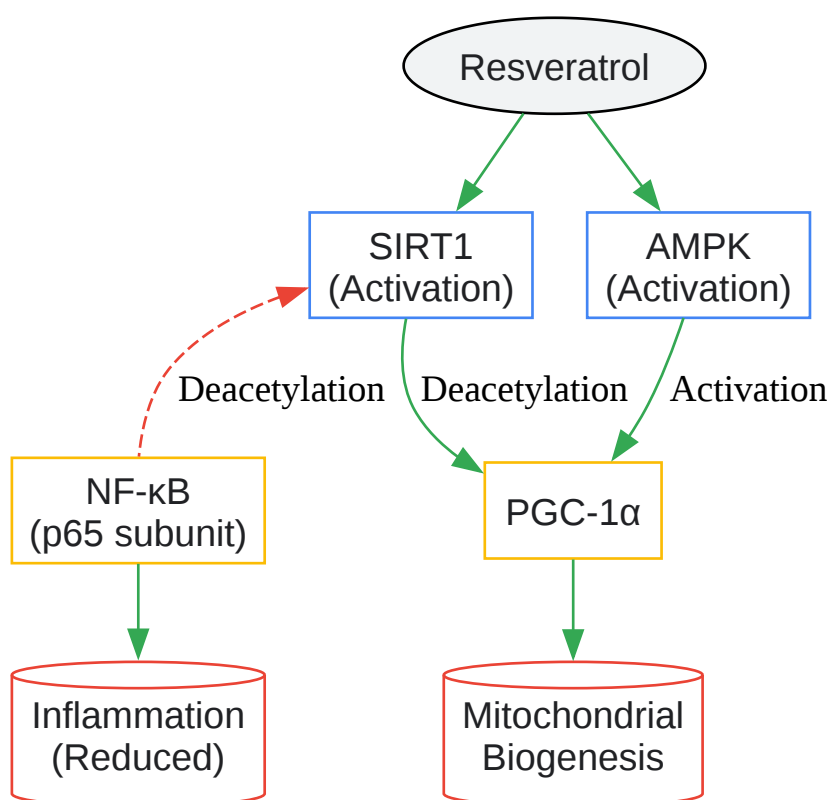 Resveratrol
SIRT1
(Activation)
AMPK
(Activation)
Deacetylation
Deacetylation
Activation
NF-κB
(p65 subunit)
PGC-1α
Inflammation
(Reduced)
Mitochondrial
Biogenesis